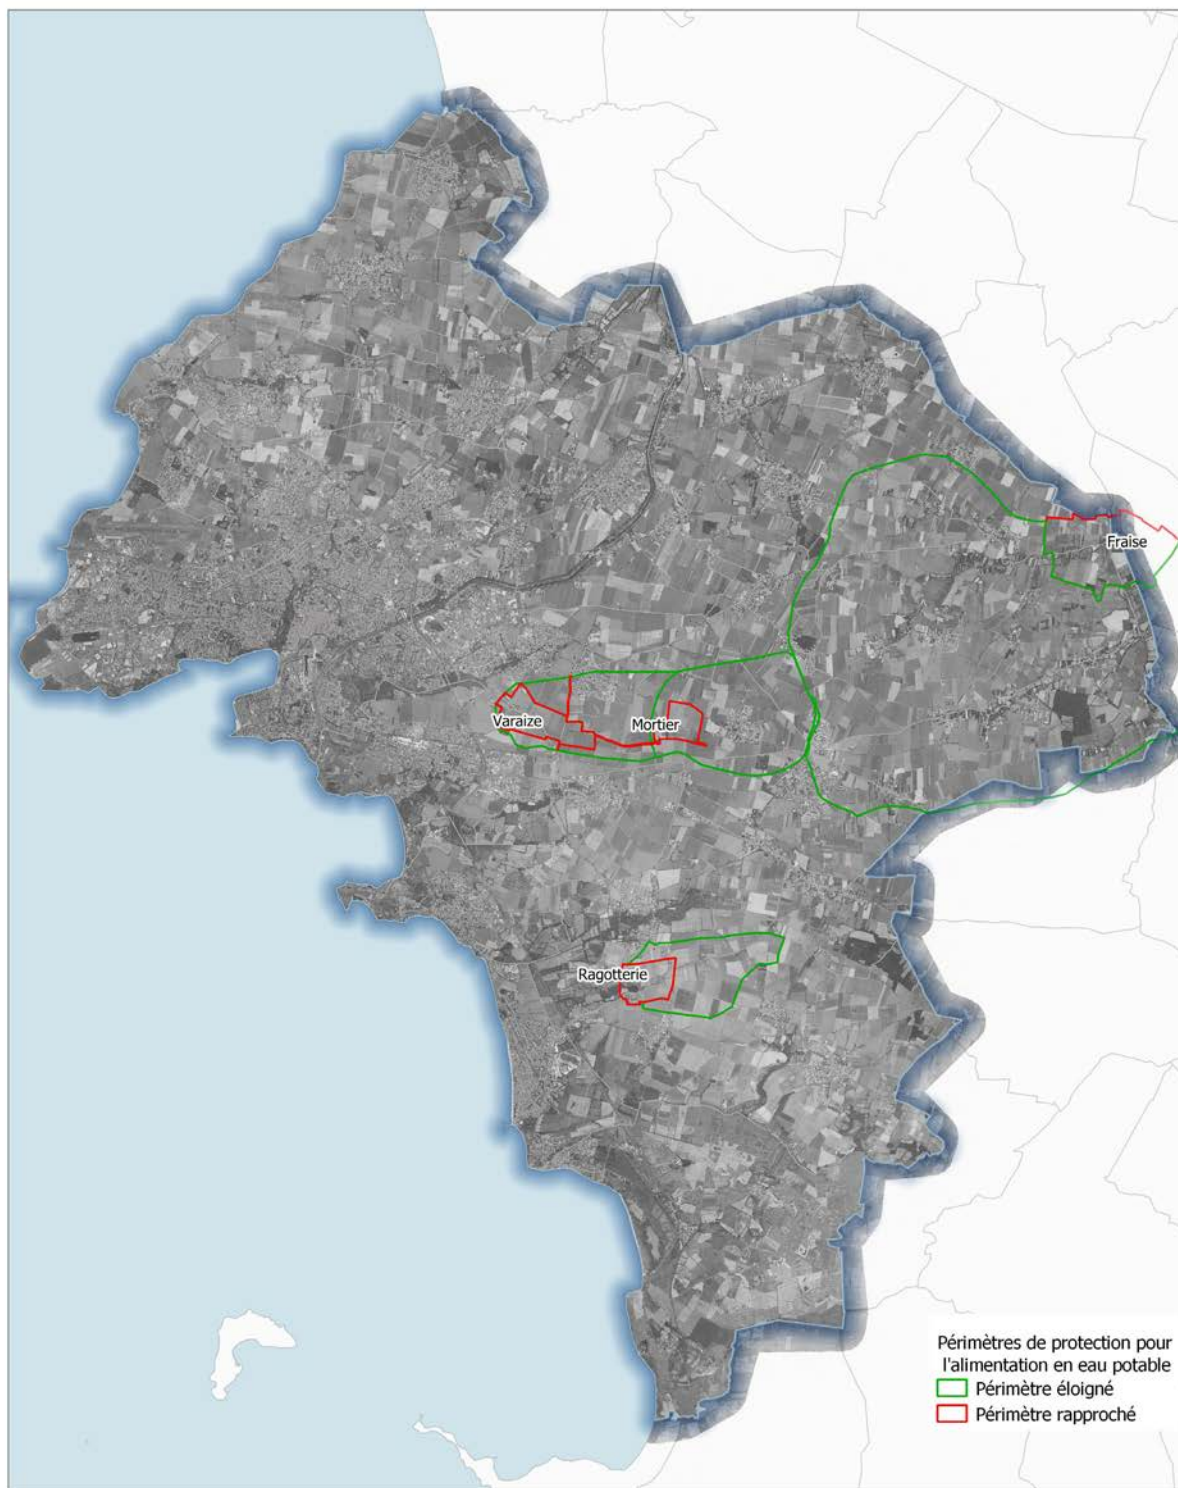 Fraise
Varaize
Mortier
Ragotterie
Périmètres de protection pour
l'alimentation en eau potable
Périmètre éloigné
Périmètre rapproché